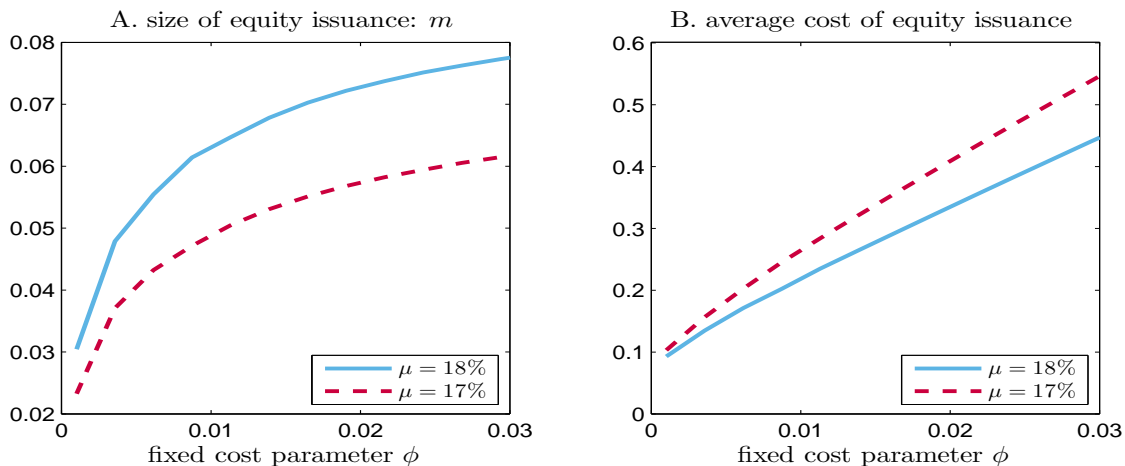 A. size of equity issuance: m
0.08
0.07
0.06
0.05
0.04
0.03
0.02
0
0.01
0.02
0.03
fixed cost parameter ϕ
μ = 18%
μ = 17%
B. average cost of equity issuance
0.6
0.5
0.4
0.3
0.2
0.1
0
0
0.01
0.02
0.03
fixed cost parameter ϕ
μ = 18%
μ = 17%